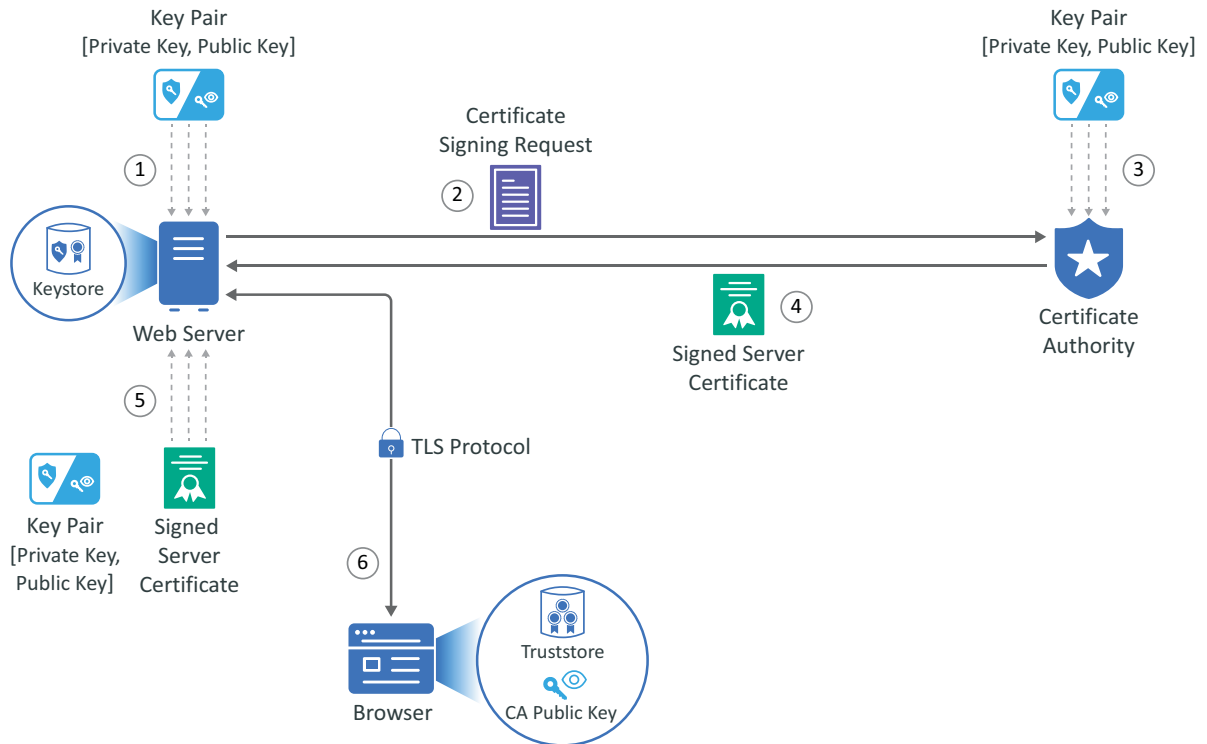 Key Pair
[Private Key, Public Key]
Key Pair
[Private Key, Public Key]
Certificate
Signing Request
1
2
3
Keystore
Web Server
4
Certificate
Authority
Signed Server
Certificate
5
TLS Protocol
Key Pair
[Private Key,
Public Key]
Signed
Server
Certificate
6
Truststore
CA Public Key
Browser